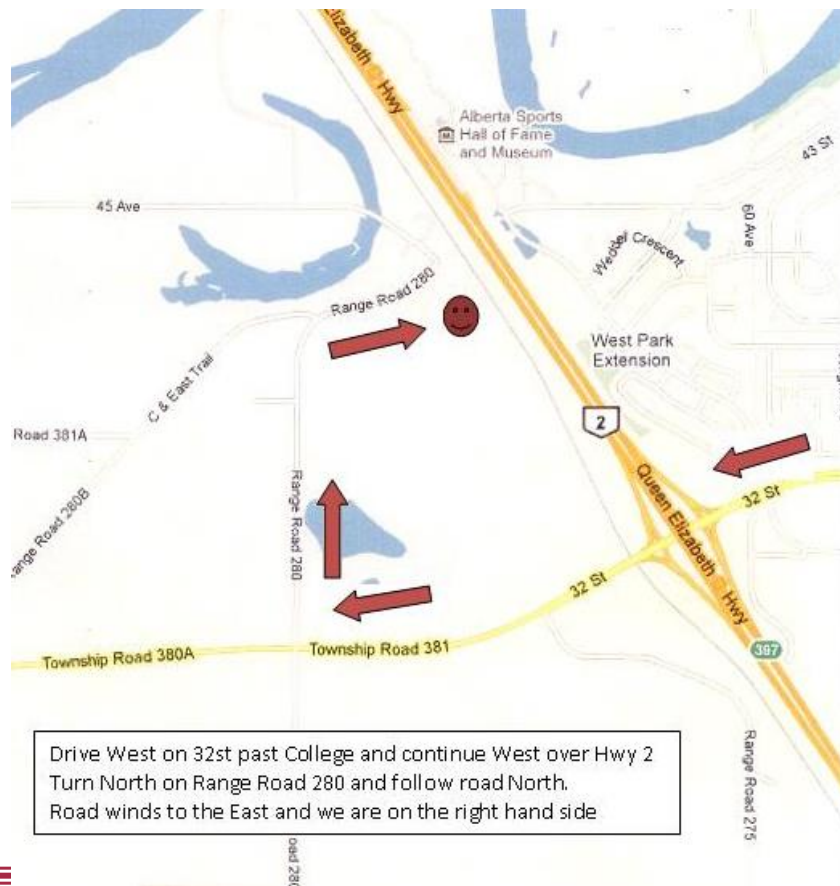 Elizabeth C Hwy
Alberta Sports
Hall of Fame
and Museum
43 St
45 Ave
60 Ave
Crescent
Range Road 280
West Park
Extension
C & East Trail
2
Road 381A
32 St
Queen Elizabeth C Hwy
Range Road 280
ange Road 280B
32 St
Township Road 381
Township Road 380A
397
Range Road 275
Drive West on 32st past College and continue West over Hwy 2
Turn North on Range Road 280 and follow road North.
Road winds to the East and we are on the right hand side
oad 280